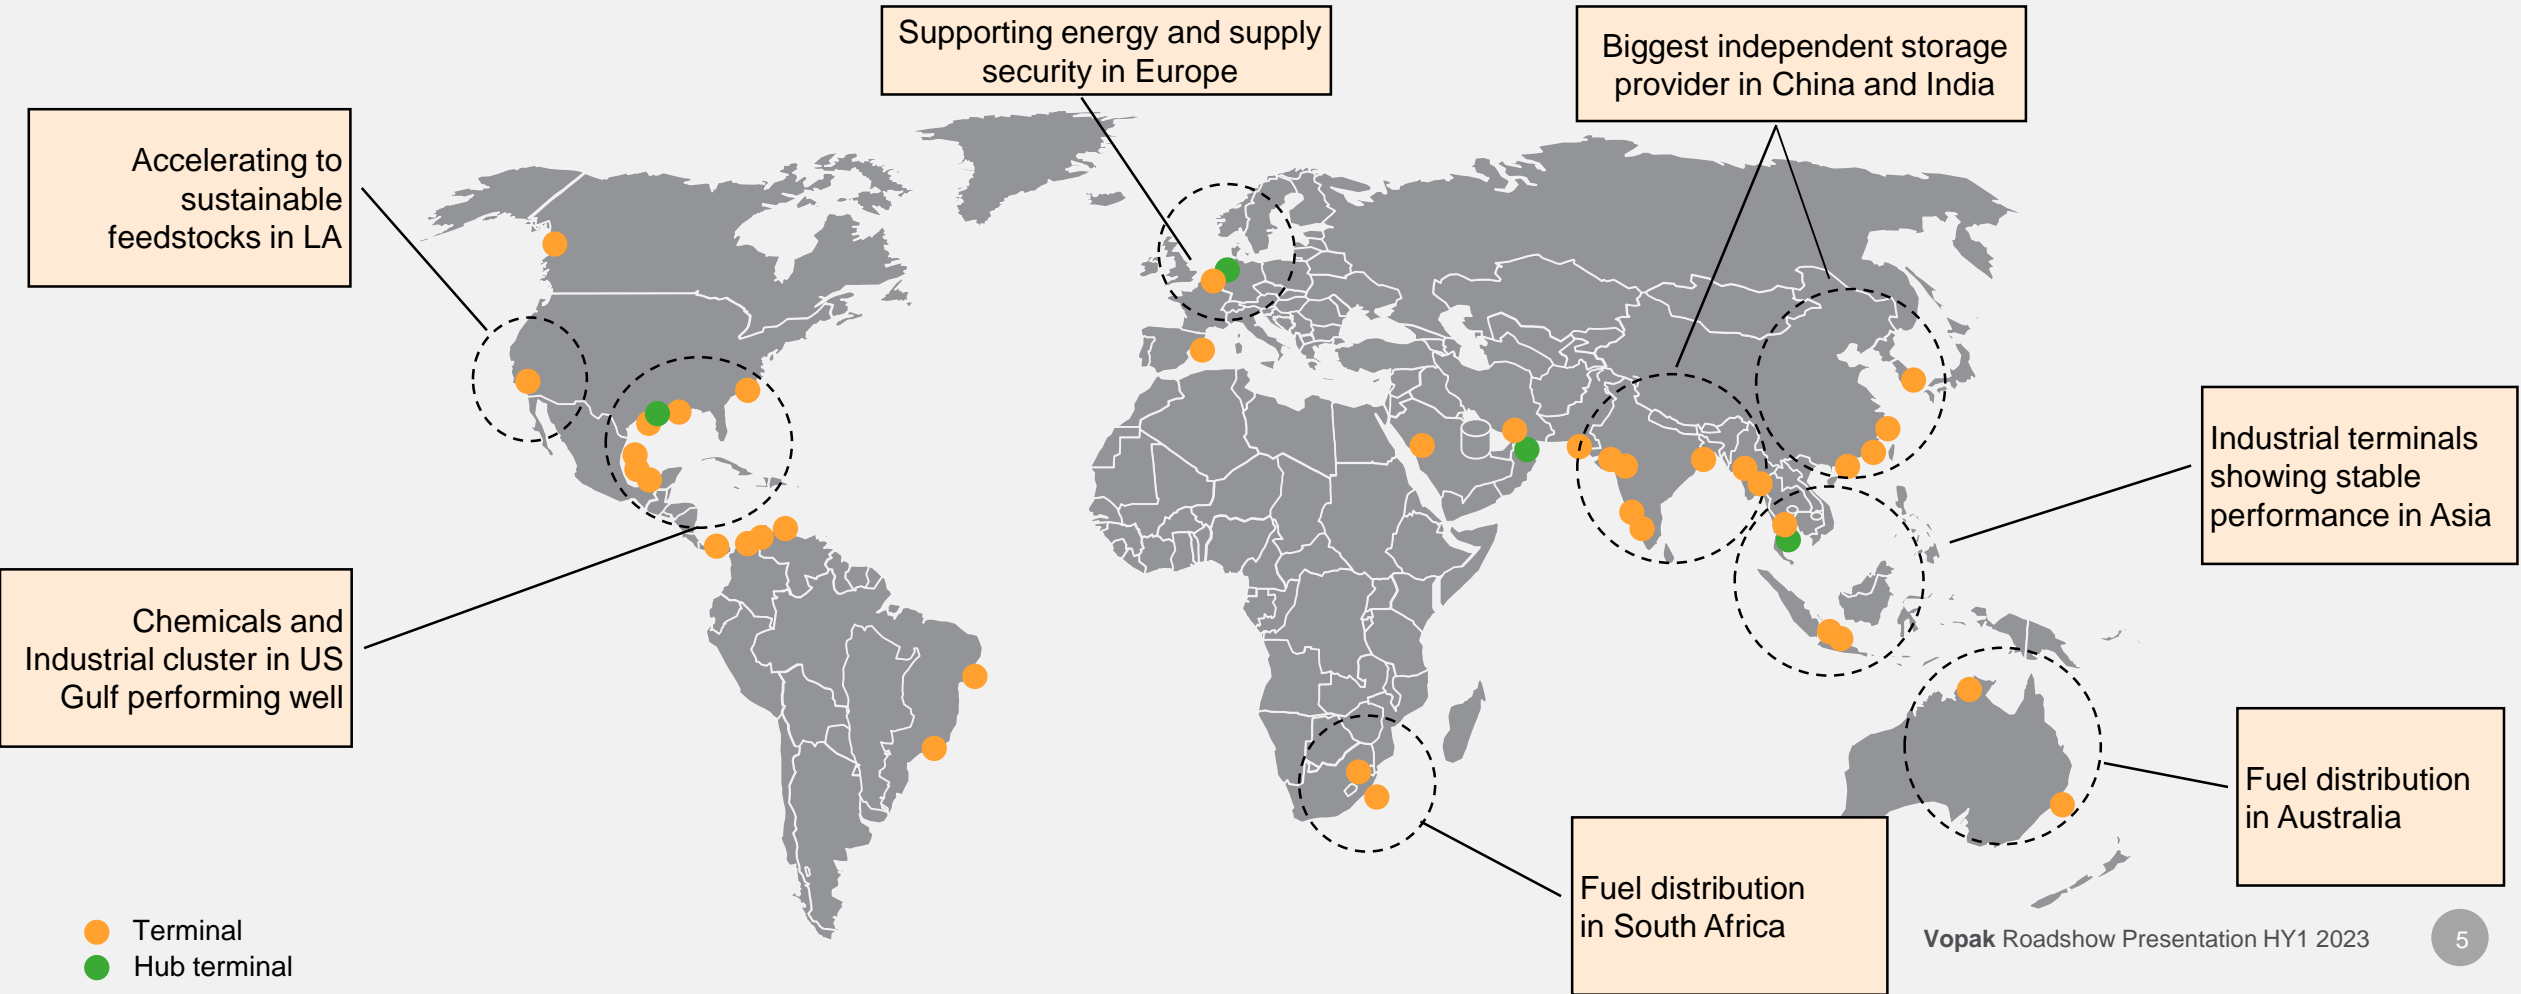 Supporting energy and supply
security in Europe
Biggest independent storage
provider in China and India
Accelerating to
sustainable
feedstocks in LA
Industrial terminals
showing stable
performance in Asia
Chemicals and
Industrial cluster in US
Gulf performing well
Fuel distribution
in Australia
Fuel distribution
in South Africa
Terminal
Hub terminal
Vopak Roadshow Presentation HY1 2023
5